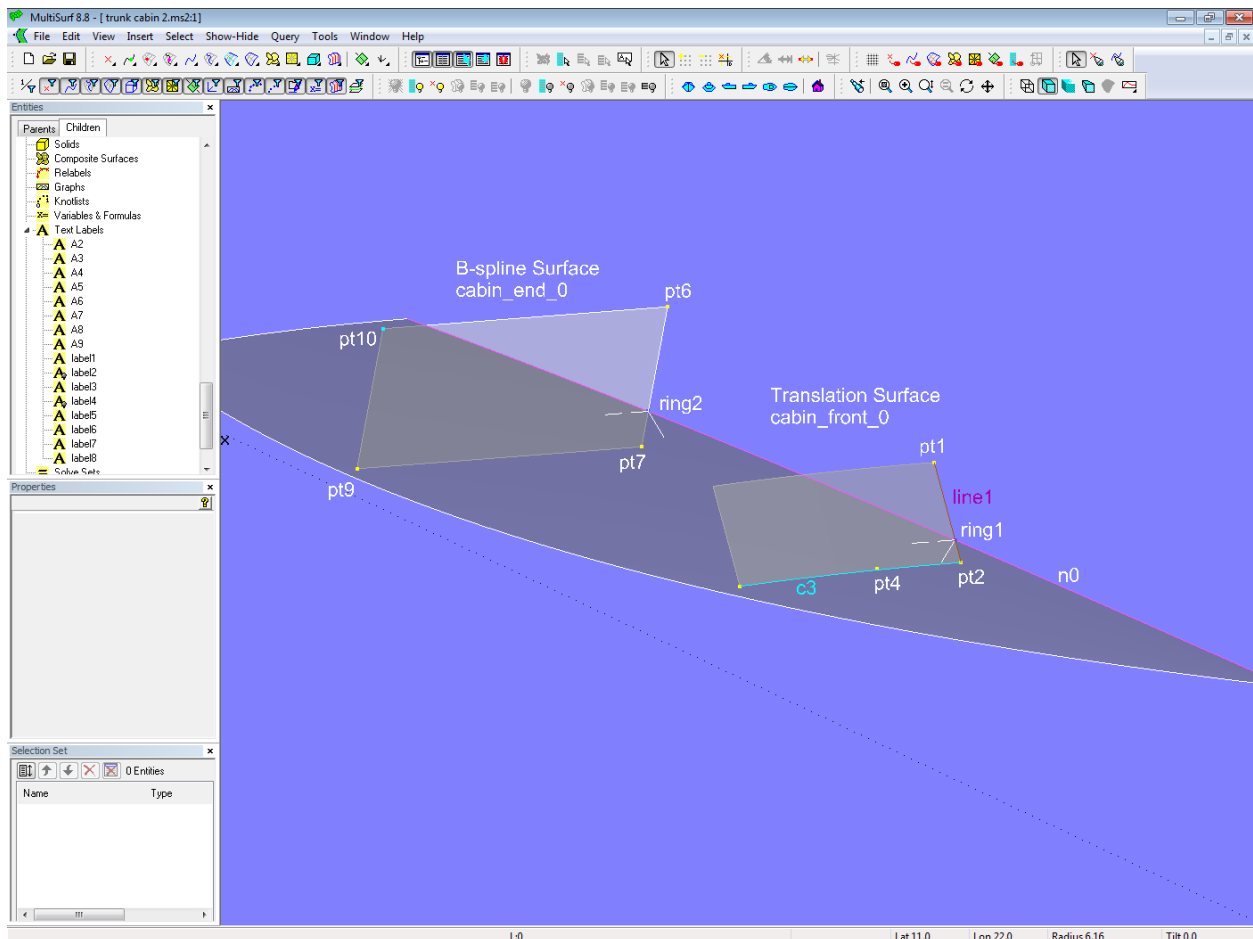 MultiSurf 8.8 - [ trunk cabin 2.ms2:1]
File Edit View Insert Select Show-Hide Query Tools Window Help
Entities
Parents Children
Solids
Composite Surfaces
Relabels
Graphs
Knotlists
Variables & Formulas
Text Labels
A2
A3
A4
A5
A6
A7
A8
A9
label1
label2
label3
label4
label5
label6
label7
label8
Solve Sets
Properties
Selection Set
0 Entities
Name Type
B-spline Surface
cabin_end_0
pt6
pt10
ring2
Translation Surface
cabin_front_0
pt7
pt1
pt9
line1
ring1
c3
pt4
pt2
n0
x
L:0
Lat 11.0 Lon 22.0 Radius 6.16 Tilt 0.0